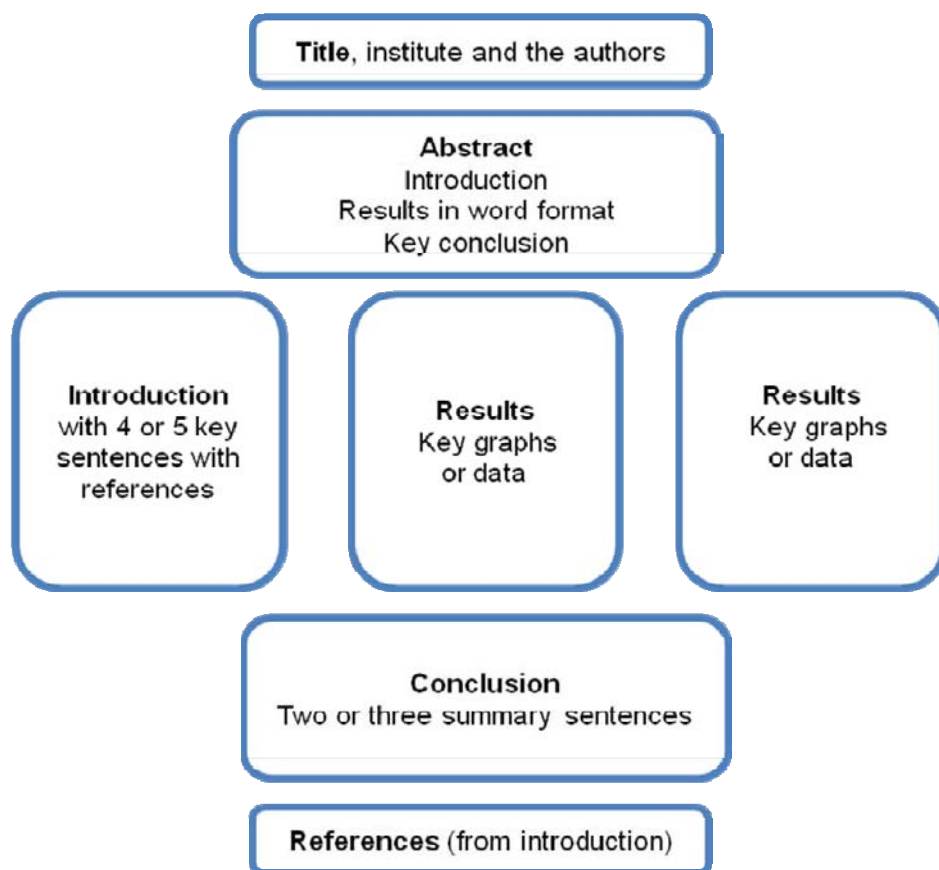 Title, institute and the authors
Abstract
Introduction
Results in word format
Key conclusion
Introduction
with 4 or 5 key
sentences with
references
Results
Key graphs
or data
Results
Key graphs
or data
Conclusion
Two or three summary sentences
References (from introduction)